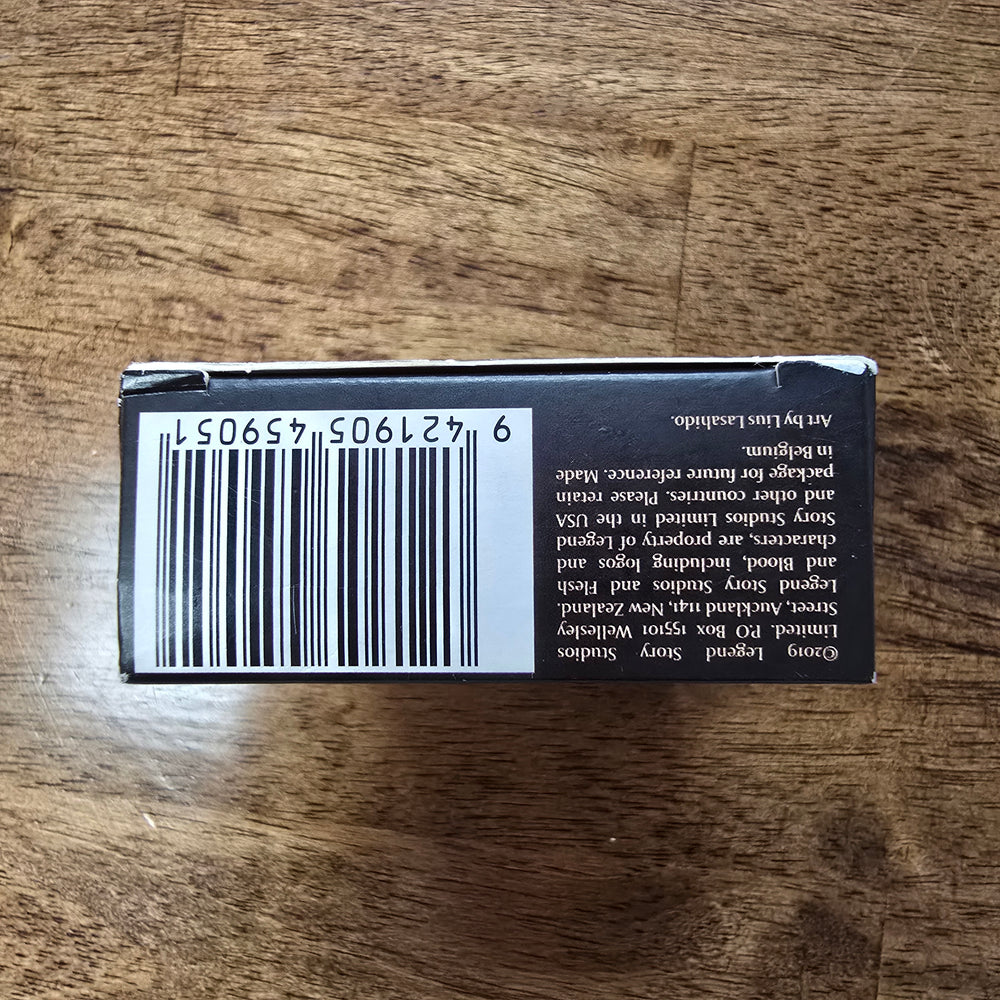 ©2019 Legend Story Studios
Limited. P.O Box 155101 Wellesley
Street, Auckland 1141, New Zealand.
Legend Story Studios and Flesh
and Blood, including logos and
characters, are property of Legend
Story Studios Limited in the USA
and other countries. Please retain
package for future reference. Made
in Belgium.
Art by Lius Lasahido.
9 421905 459051